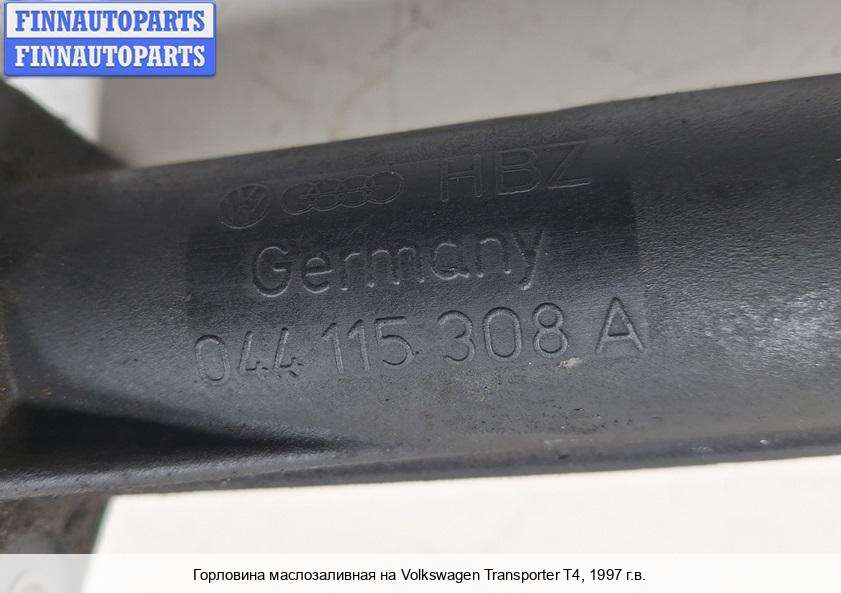 FINNAUTOPARTS
FINNAUTOPARTS
HBZ
Germany
044 115 308 A
Горловина маслозаливная на Volkswagen Transporter T4, 1997 г.в.